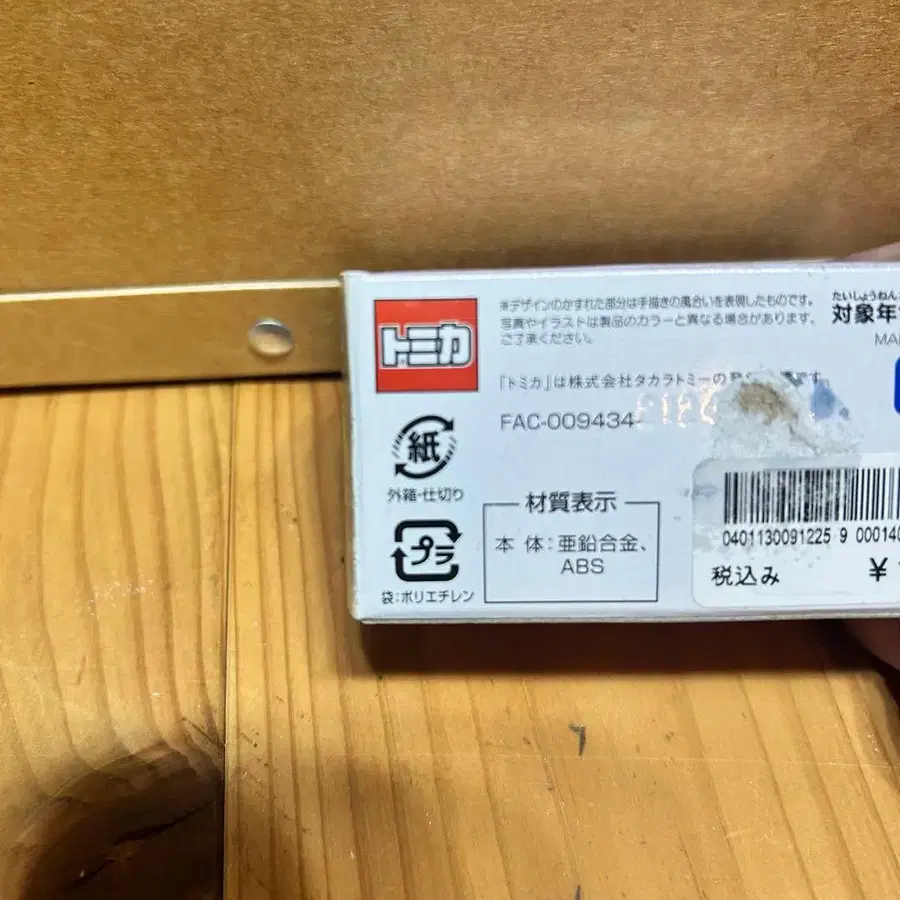 トミカ
※デザインのかすれた部分は手描きの風合いを表現したものです。
写真やイラストは製品のカラーと異なる場合があります。
ご了承ください。
「トミカ」は株式会社タカラトミーの
です。
FAC-009434
たいしょうねん
対象年
MA
紙
外箱・仕切り
プラ
袋:ポリエチレン
材質表示
本 体:亜鉛合金、
ABS
0401130091225 9 000140
税込み
¥